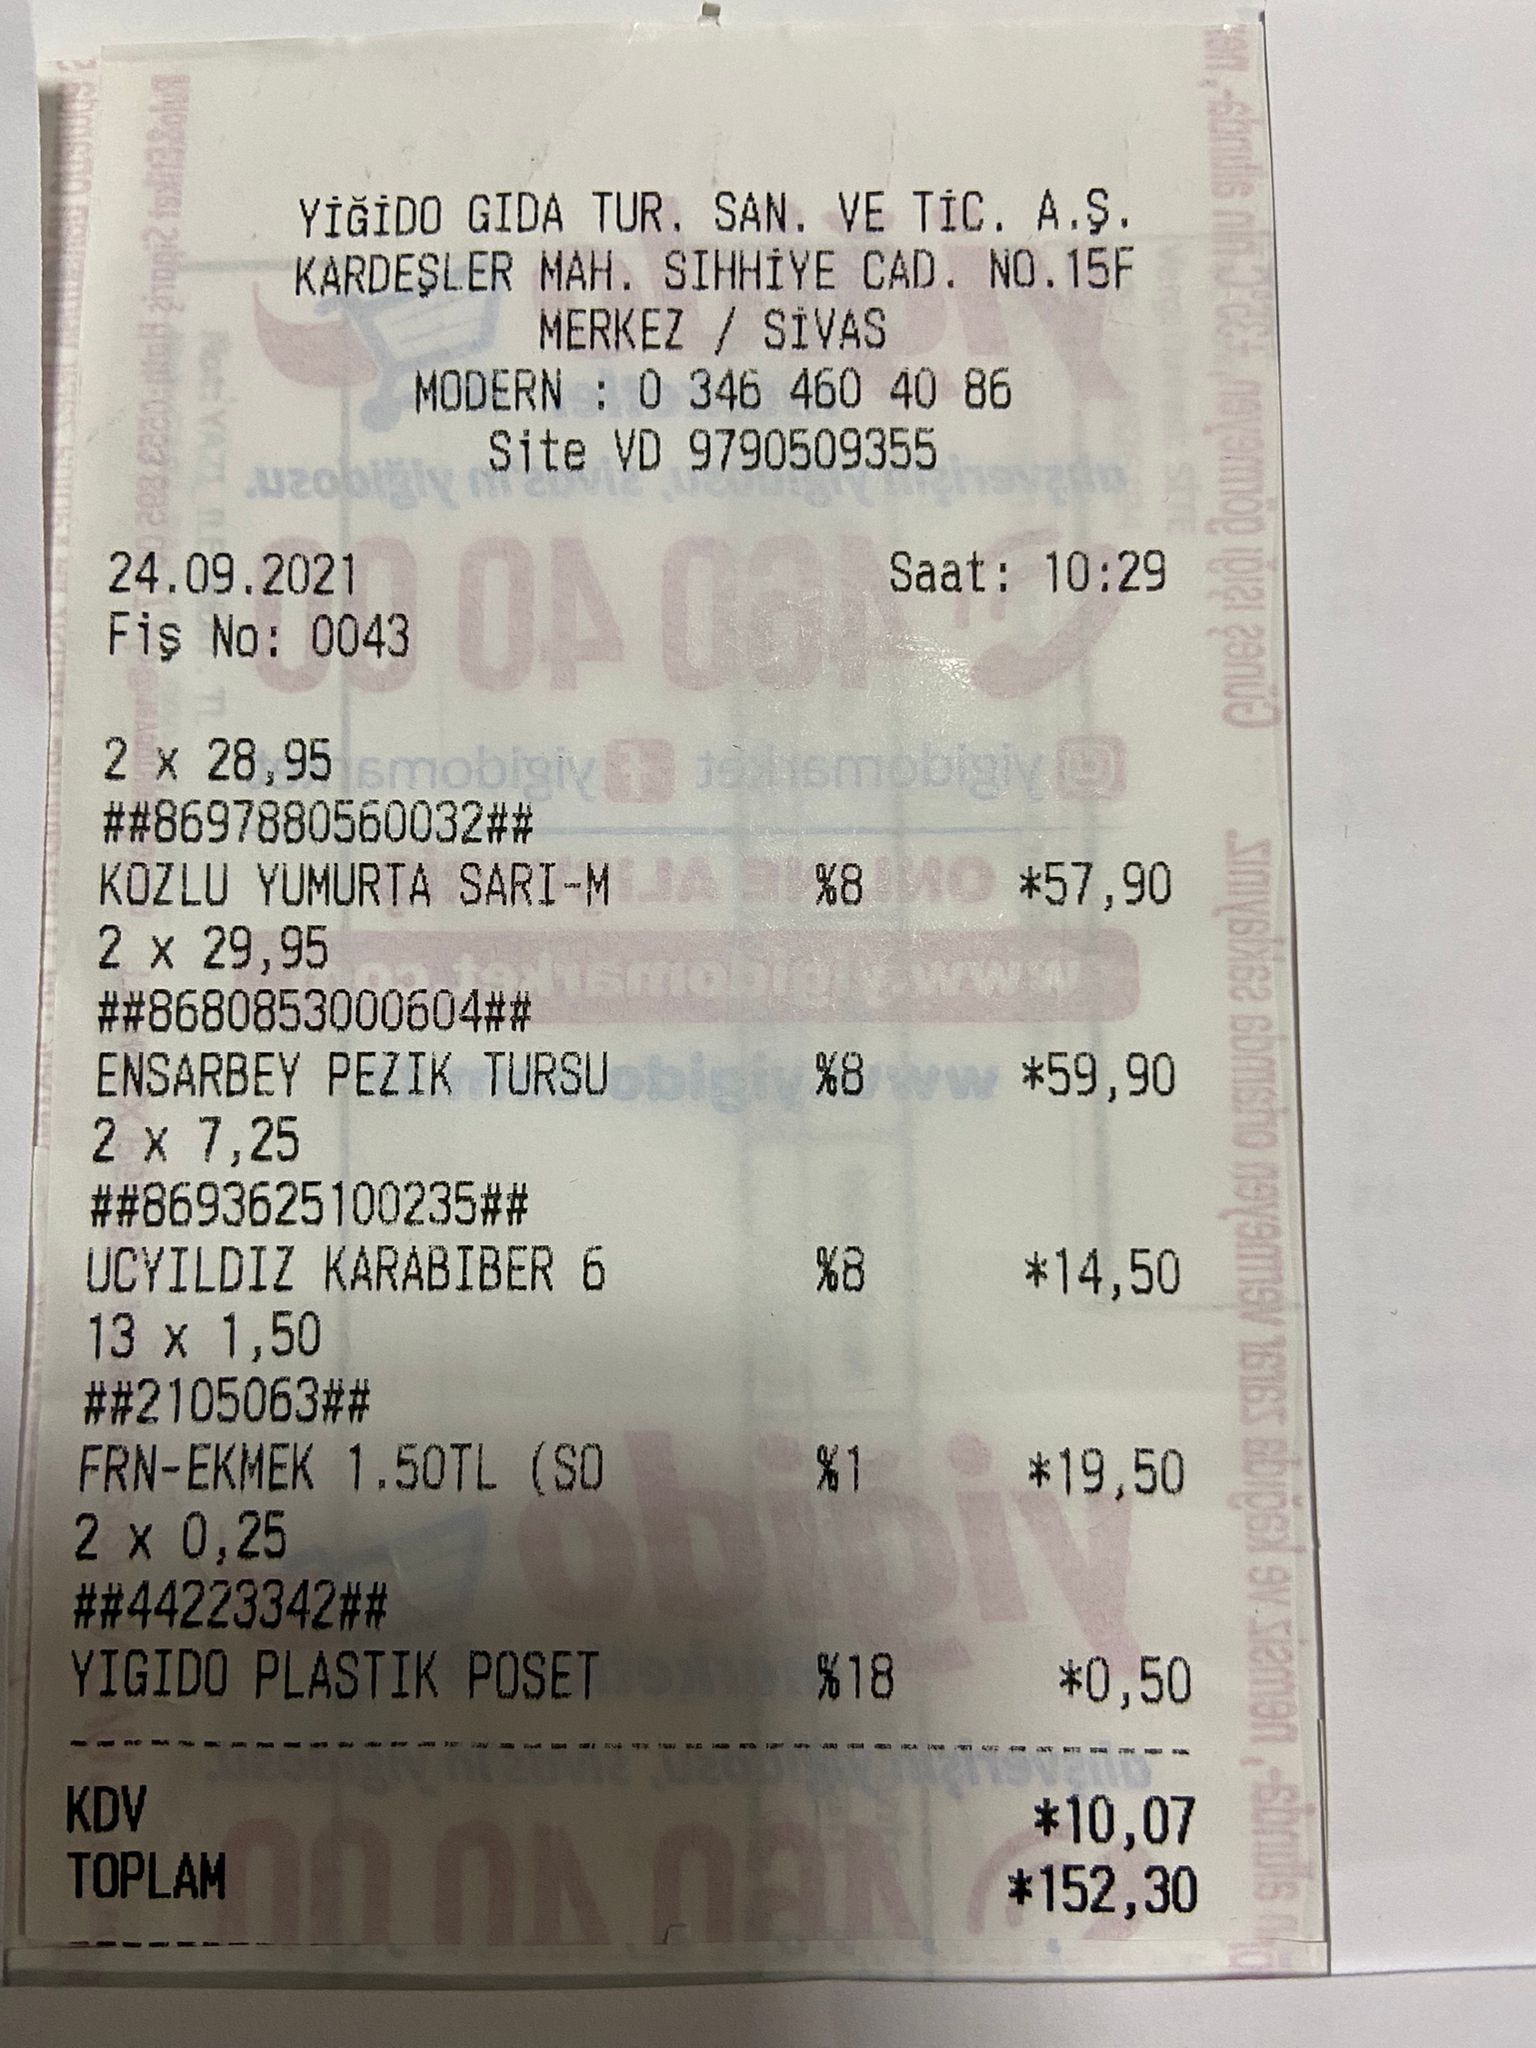 YİĞİDO GIDA TUR. SAN. VE TİC. A.Ş.
KARDEŞLER MAH. SIHHİYE CAD. NO.15F
MERKEZ / SİVAS
MODERN : 0 346 460 40 86
Site VD 9790509355
24.09.2021 Saat: 10:29
Fiş No: 0043
2 x 28,95
##8697880560032##
KOZLU YUMURTA SARI-M %8 *57,90
2 x 29,95
##8680853000604##
ENSARBEY PEZIK TURSU %8 *59,90
2 x 7,25
##8693625100235##
UCYILDIZ KARABIBER 6 %8 *14,50
13 x 1,50
##2105063##
FRN-EKMEK 1.50TL (SO %1 *19,50
2 x 0,25
##44223342##
YIGIDO PLASTIK POSET %18 *0,50
KDV *10,07
TOPLAM *152,30